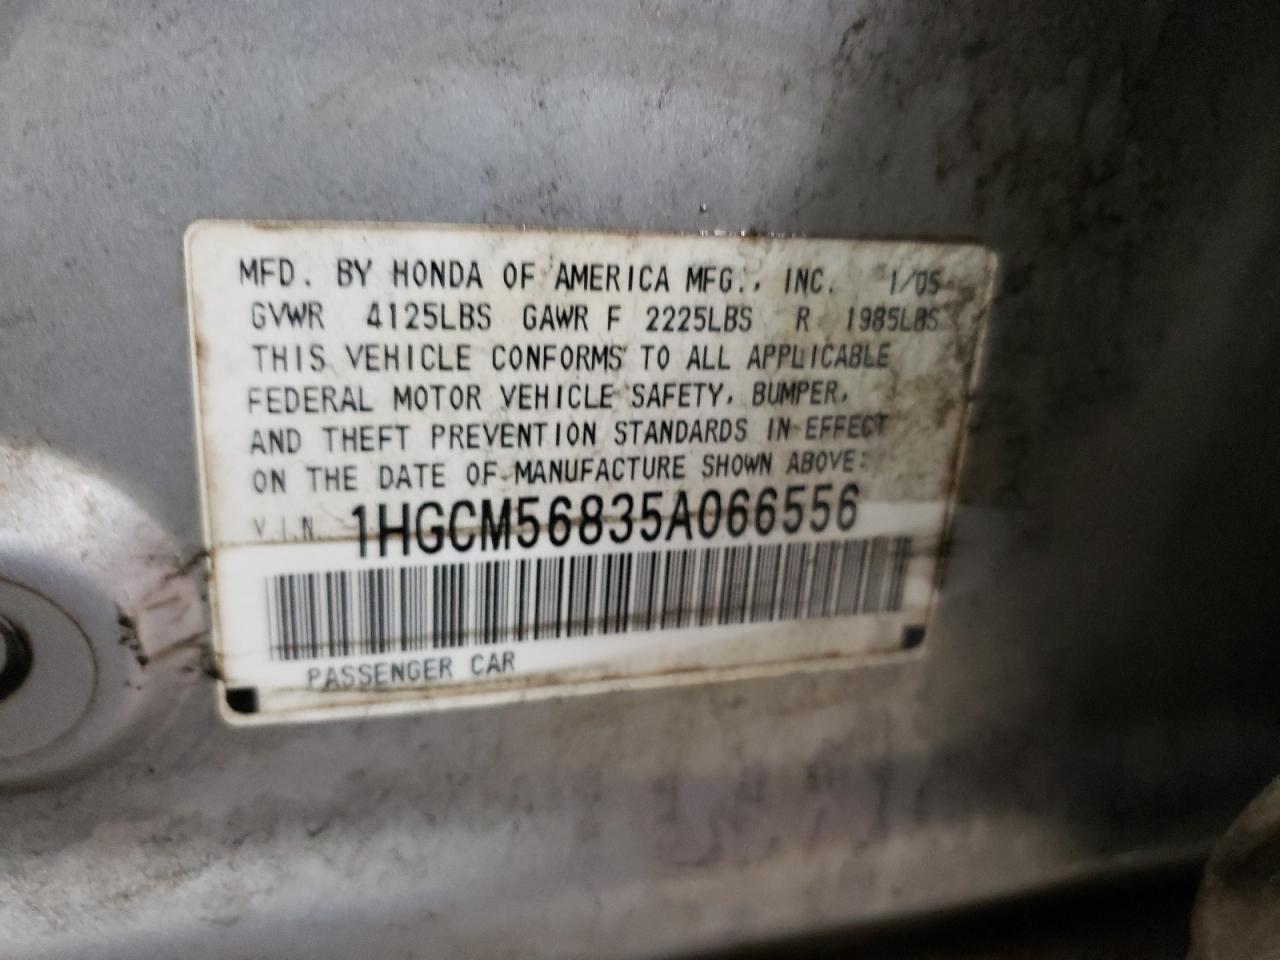 MFD. BY HONDA OF AMERICA MFG., INC. 1/05
GVWR 4125LBS GAWR F 2225LBS R 1985LBS
THIS VEHICLE CONFORMS TO ALL APPLICABLE
FEDERAL MOTOR VEHICLE SAFETY, BUMPER,
AND THEFT PREVENTION STANDARDS IN EFFECT
ON THE DATE OF MANUFACTURE SHOWN ABOVE:
V.I.N. 1HGCM56835A066556
PASSENGER CAR